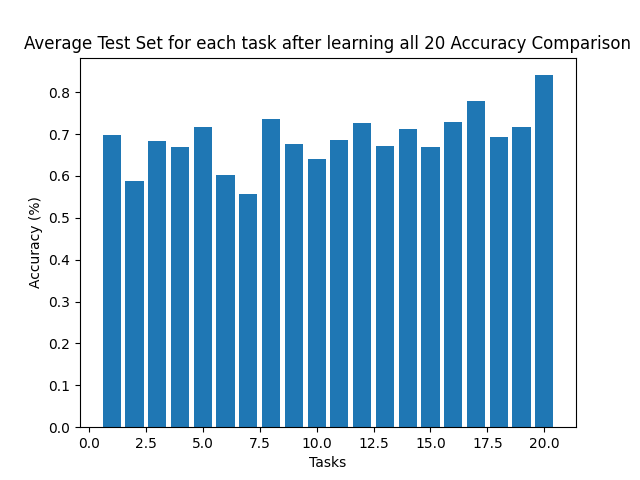 Average Test Set for each task after learning all 20 Accuracy Comparison
Accuracy (%)
0.8
0.7
0.6
0.5
0.4
0.3
0.2
0.1
0.0
0.0 2.5 5.0 7.5 10.0 12.5 15.0 17.5 20.0
Tasks